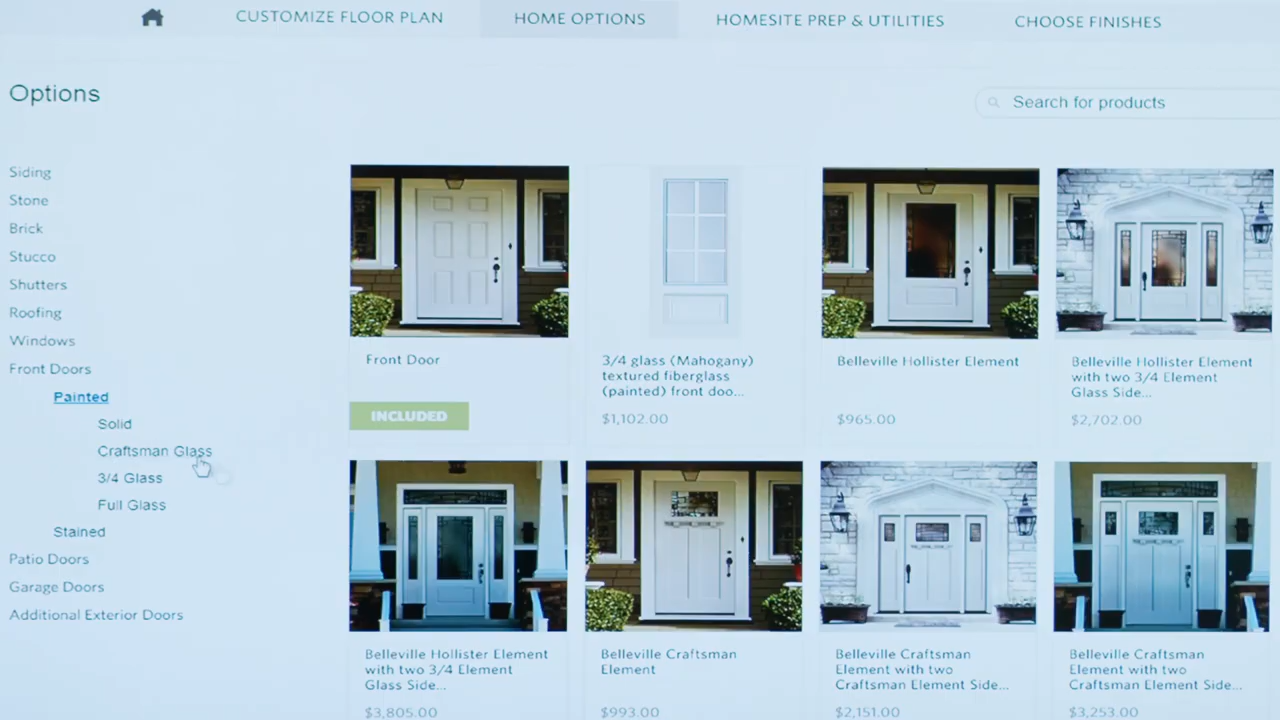 CUSTOMIZE FLOOR PLAN
HOME OPTIONS
HOMESITE PREP & UTILITIES
CHOOSE FINISHES
Options
Search for products
Siding
Stone
Brick
Stucco
Shutters
Roofing
Windows
Front Doors
Painted
Solid
Craftsman Glass
3/4 Glass
Full Glass
Stained
Patio Doors
Garage Doors
Additional Exterior Doors
Front Door
INCLUDED
3/4 glass (Mahogany)
textured fiberglass
(painted) front doo...
$1,102.00
Belleville Hollister Element
$965.00
Belleville Hollister Element
with two 3/4 Element
Glass Side...
$2,702.00
Belleville Hollister Element
with two 3/4 Element
Glass Side...
$3,805.00
Belleville Craftsman
Element
$993.00
Belleville Craftsman
Element with two
Craftsman Element Side...
$2,151.00
Belleville Craftsman
Element with two
Craftsman Element Side...
$3,253.00